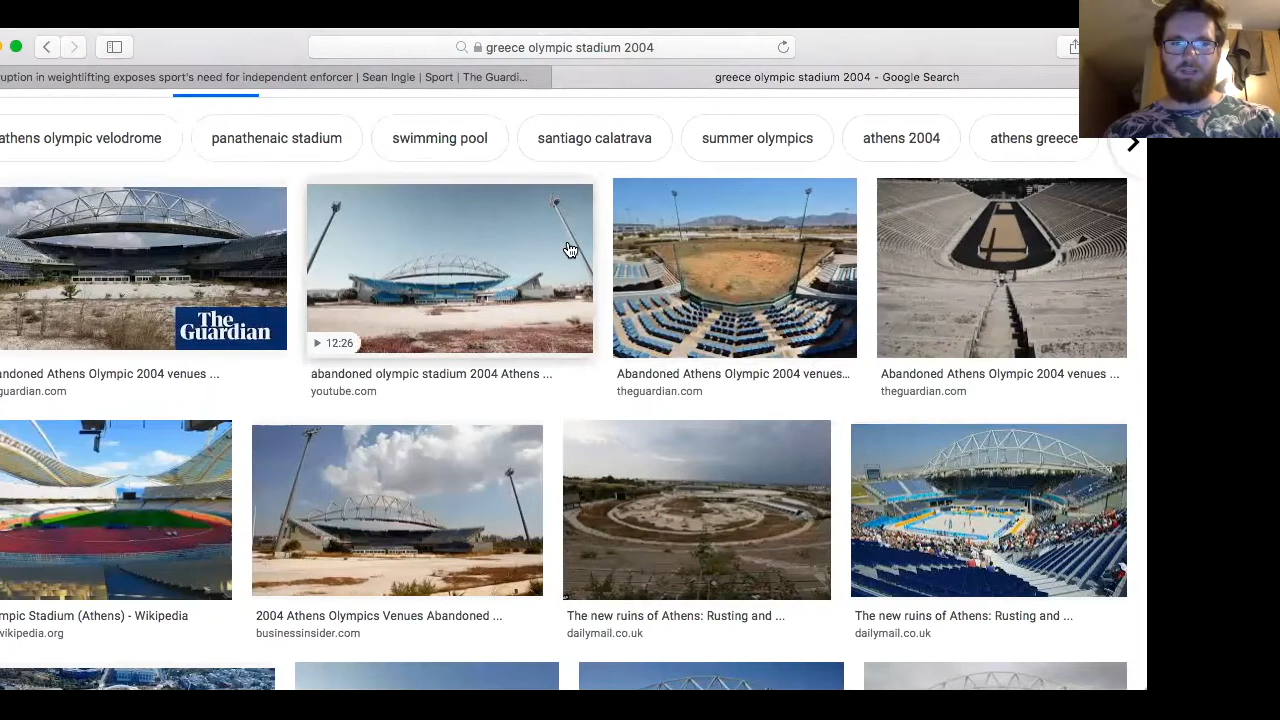 greece olympic stadium 2004
ruption in weightlifting exposes sport's need for independent enforcer | Sean Ingle | Sport | The Guardi...
greece olympic stadium 2004 - Google Search
athens olympic velodrome
panathenaic stadium
swimming pool
santiago calatrava
summer olympics
athens 2004
athens greece
The
Guardian
12:26
andoned Athens Olympic 2004 venues ...
guardian.com
abandoned olympic stadium 2004 Athens ...
youtube.com
Abandoned Athens Olympic 2004 venues...
theguardian.com
Abandoned Athens Olympic 2004 venues ...
theguardian.com
mpic Stadium (Athens) - Wikipedia
wikipedia.org
2004 Athens Olympics Venues Abandoned ...
businessinsider.com
The new ruins of Athens: Rusting and ...
dailymail.co.uk
The new ruins of Athens: Rusting and ...
dailymail.co.uk